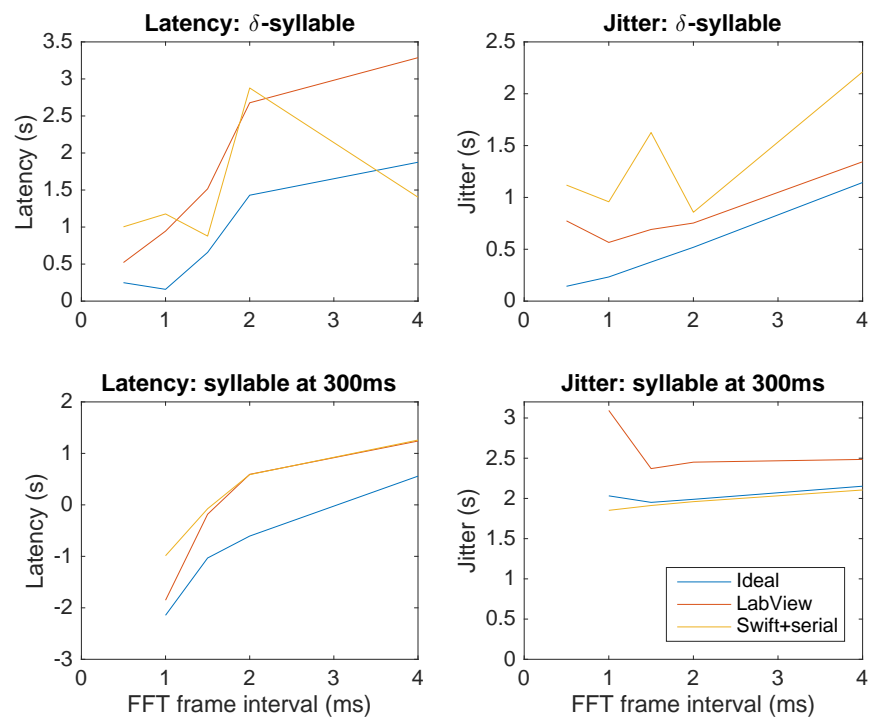 Latency: δ-syllable
3.5
3
2.5
2
1.5
1
0.5
0
Latency (s)
0 1 2 3 4
Jitter: δ-syllable
2.5
2
1.5
1
0.5
0
Jitter (s)
0 1 2 3 4
Latency: syllable at 300ms
2
1
0
-1
-2
-3
Latency (s)
0 1 2 3 4
FFT frame interval (ms)
Jitter: syllable at 300ms
3
2.5
2
1.5
1
0.5
0
Jitter (s)
Ideal
LabView
Swift+serial
0 1 2 3 4
FFT frame interval (ms)